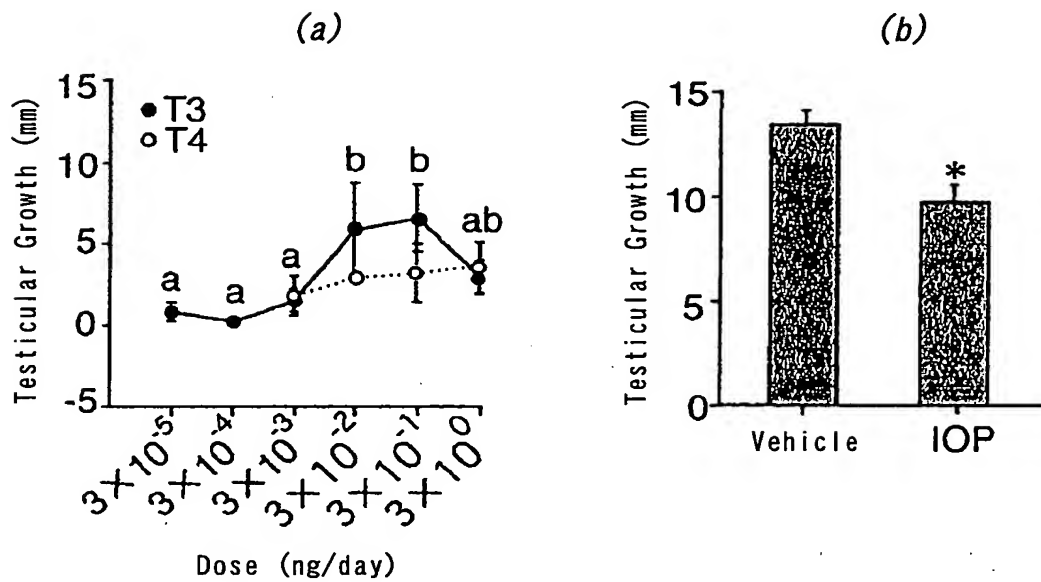 (a)
Testicular Growth (mm)
15
10
5
0
-5
● T3
○ T4
a
a
a
b
b
ab
3×10⁻⁵
3×10⁻⁴
3×10⁻³
3×10⁻²
3×10⁻¹
3×10⁰
Dose (ng/day)
(b)
Testicular Growth (mm)
15
10
5
0
*
Vehicle
IOP